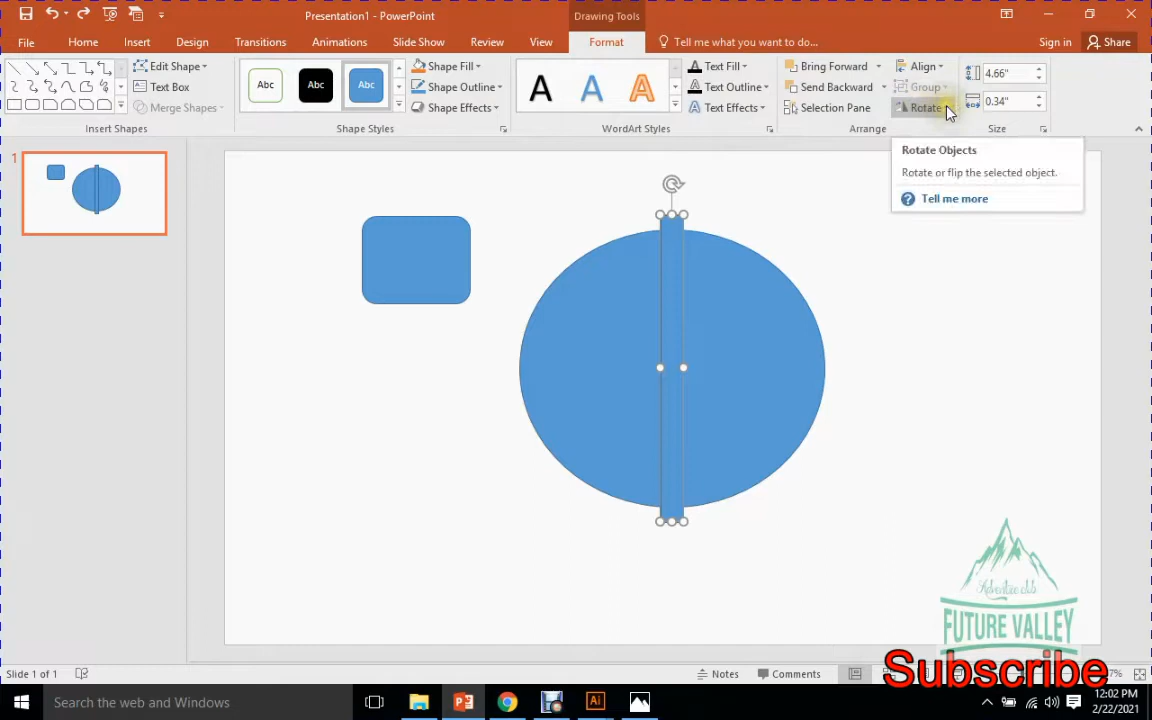 Presentation1 - PowerPoint
Drawing Tools
File Home Insert Design Transitions Animations Slide Show Review View Format Tell me what you want to do... Sign in Share
Edit Shape
Text Box
Merge Shapes
Insert Shapes
Abc Abc Abc
Shape Fill
Shape Outline
Shape Effects
Shape Styles
A A A
Text Fill
Text Outline
Text Effects
WordArt Styles
Bring Forward
Send Backward
Selection Pane
Align
Group
Rotate
Arrange
4.66"
0.34"
Size
Rotate Objects
Rotate or flip the selected object.
Tell me more
1
Adventure club
FUTURE VALLEY
Subscribe
Slide 1 of 1
Notes
Comments
7%
Search the web and Windows
12:02 PM
2/22/2021